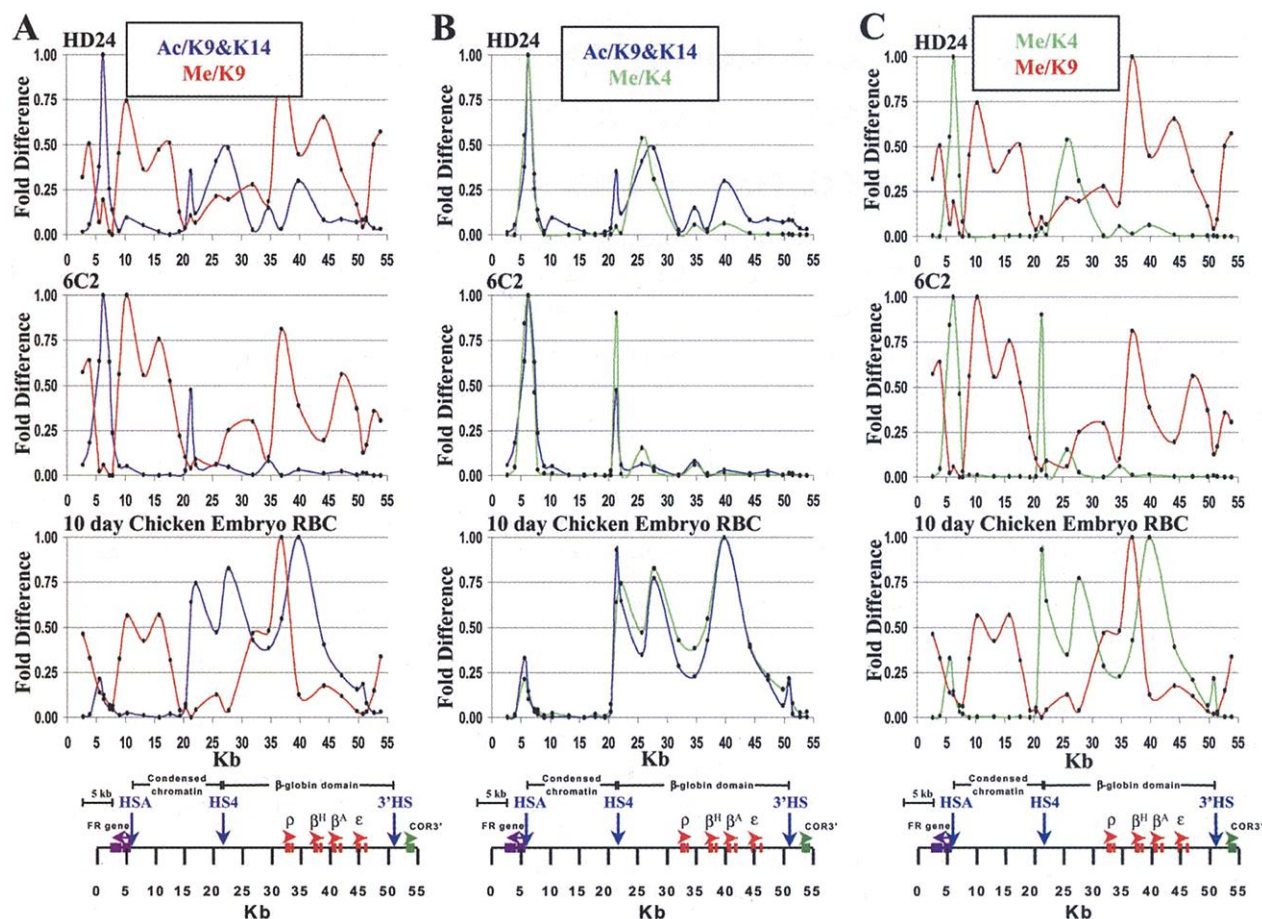 A
HD24
Ac/K9&K14
Me/K9
Fold Difference
1.00
0.75
0.50
0.25
0.00
0 5 10 15 20 25 30 35 40 45 50 55
6C2
Fold Difference
1.00
0.75
0.50
0.25
0.00
0 5 10 15 20 25 30 35 40 45 50 55
10 day Chicken Embryo RBC
Fold Difference
1.00
0.75
0.50
0.25
0.00
0 5 10 15 20 25 30 35 40 45 50 55
Kb
5 kb
Condensed chromatin
β-globin domain
HSA
HS4
3'HS
FR gene
ρ βᴴ βᴬ ε
COR3'
0 5 10 15 20 25 30 35 40 45 50 55
Kb
B
HD24
Ac/K9&K14
Me/K4
Fold Difference
1.00
0.75
0.50
0.25
0.00
0 5 10 15 20 25 30 35 40 45 50 55
6C2
Fold Difference
1.00
0.75
0.50
0.25
0.00
0 5 10 15 20 25 30 35 40 45 50 55
10 day Chicken Embryo RBC
Fold Difference
1.00
0.75
0.50
0.25
0.00
0 5 10 15 20 25 30 35 40 45 50 55
Kb
5 kb
Condensed chromatin
β-globin domain
HSA
HS4
3'HS
FR gene
ρ βᴴ βᴬ ε
COR3'
0 5 10 15 20 25 30 35 40 45 50 55
Kb
C
HD24
Me/K4
Me/K9
Fold Difference
1.00
0.75
0.50
0.25
0.00
0 5 10 15 20 25 30 35 40 45 50 55
6C2
Fold Difference
1.00
0.75
0.50
0.25
0.00
0 5 10 15 20 25 30 35 40 45 50 55
10 day Chicken Embryo RBC
Fold Difference
1.00
0.75
0.50
0.25
0.00
0 5 10 15 20 25 30 35 40 45 50 55
Kb
5 kb
Condensed chromatin
β-globin domain
HSA
HS4
3'HS
FR gene
ρ βᴴ βᴬ ε
COR3'
0 5 10 15 20 25 30 35 40 45 50 55
Kb